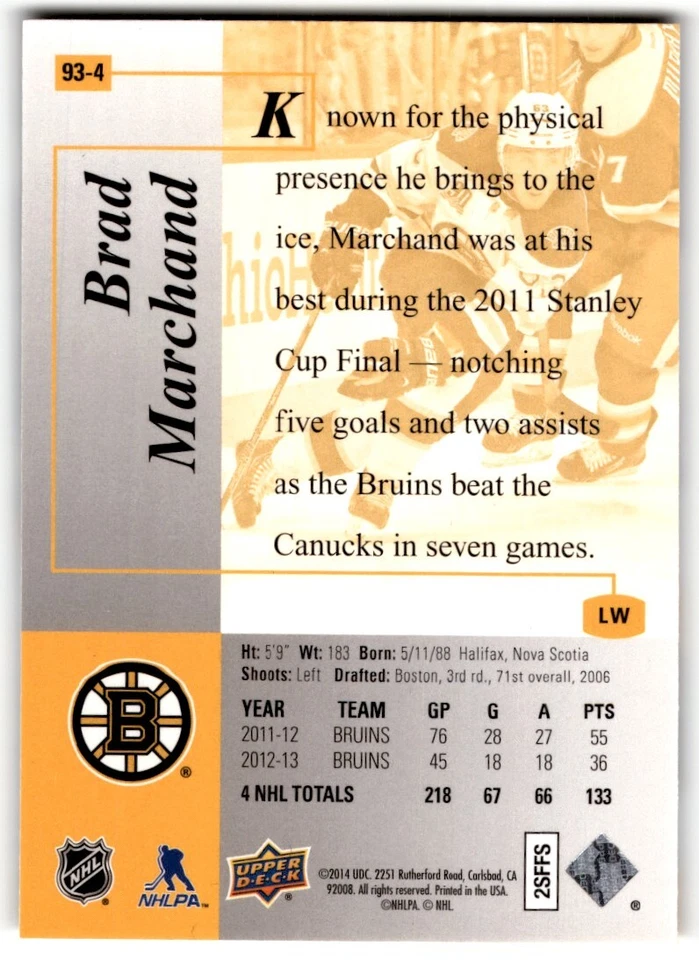 93-4
Brad
Marchand
Known for the physical
presence he brings to the
ice, Marchand was at his
best during the 2011 Stanley
Cup Final — notching
five goals and two assists
as the Bruins beat the
Canucks in seven games.
63
7
Reebok
LW
Ht: 5'9" Wt: 183 Born: 5/11/88 Halifax, Nova Scotia
Shoots: Left Drafted: Boston, 3rd rd., 71st overall, 2006
YEAR TEAM GP G A PTS
2011-12 BRUINS 76 28 27 55
2012-13 BRUINS 45 18 18 36
4 NHL TOTALS 218 67 66 133
B
®
NHL
®
NHLPA™
UPPER
D·E·C·K
®
©2014 UDC. 2251 Rutherford Road, Carlsbad, CA
92008. All rights reserved. Printed in the USA.
©NHLPA. © NHL.
2SFFS
®